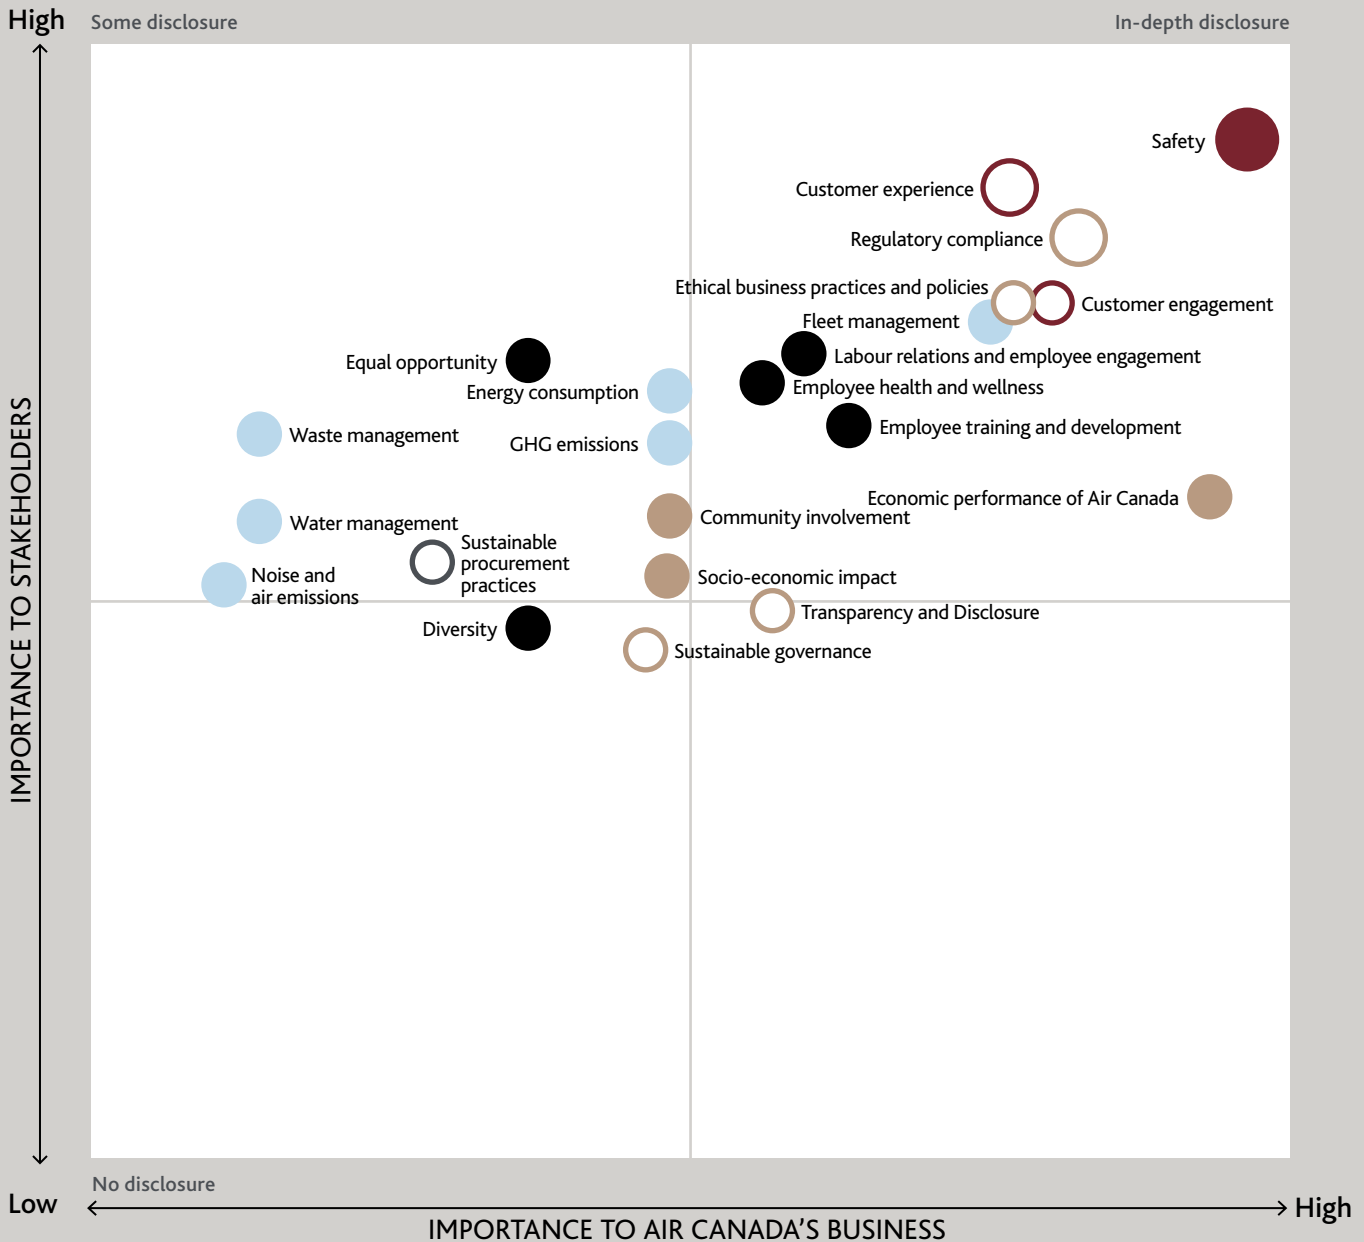 High
Some disclosure
In-depth disclosure
Safety
Customer experience
Regulatory compliance
Ethical business practices and policies
Customer engagement
Fleet management
Labour relations and employee engagement
Equal opportunity
Employee health and wellness
Energy consumption
Employee training and development
Waste management
GHG emissions
Economic performance of Air Canada
Community involvement
Water management
Sustainable
procurement
practices
Noise and
air emissions
Socio-economic impact
Transparency and Disclosure
Diversity
Sustainable governance
IMPORTANCE TO STAKEHOLDERS
No disclosure
Low
High
IMPORTANCE TO AIR CANADA’S BUSINESS